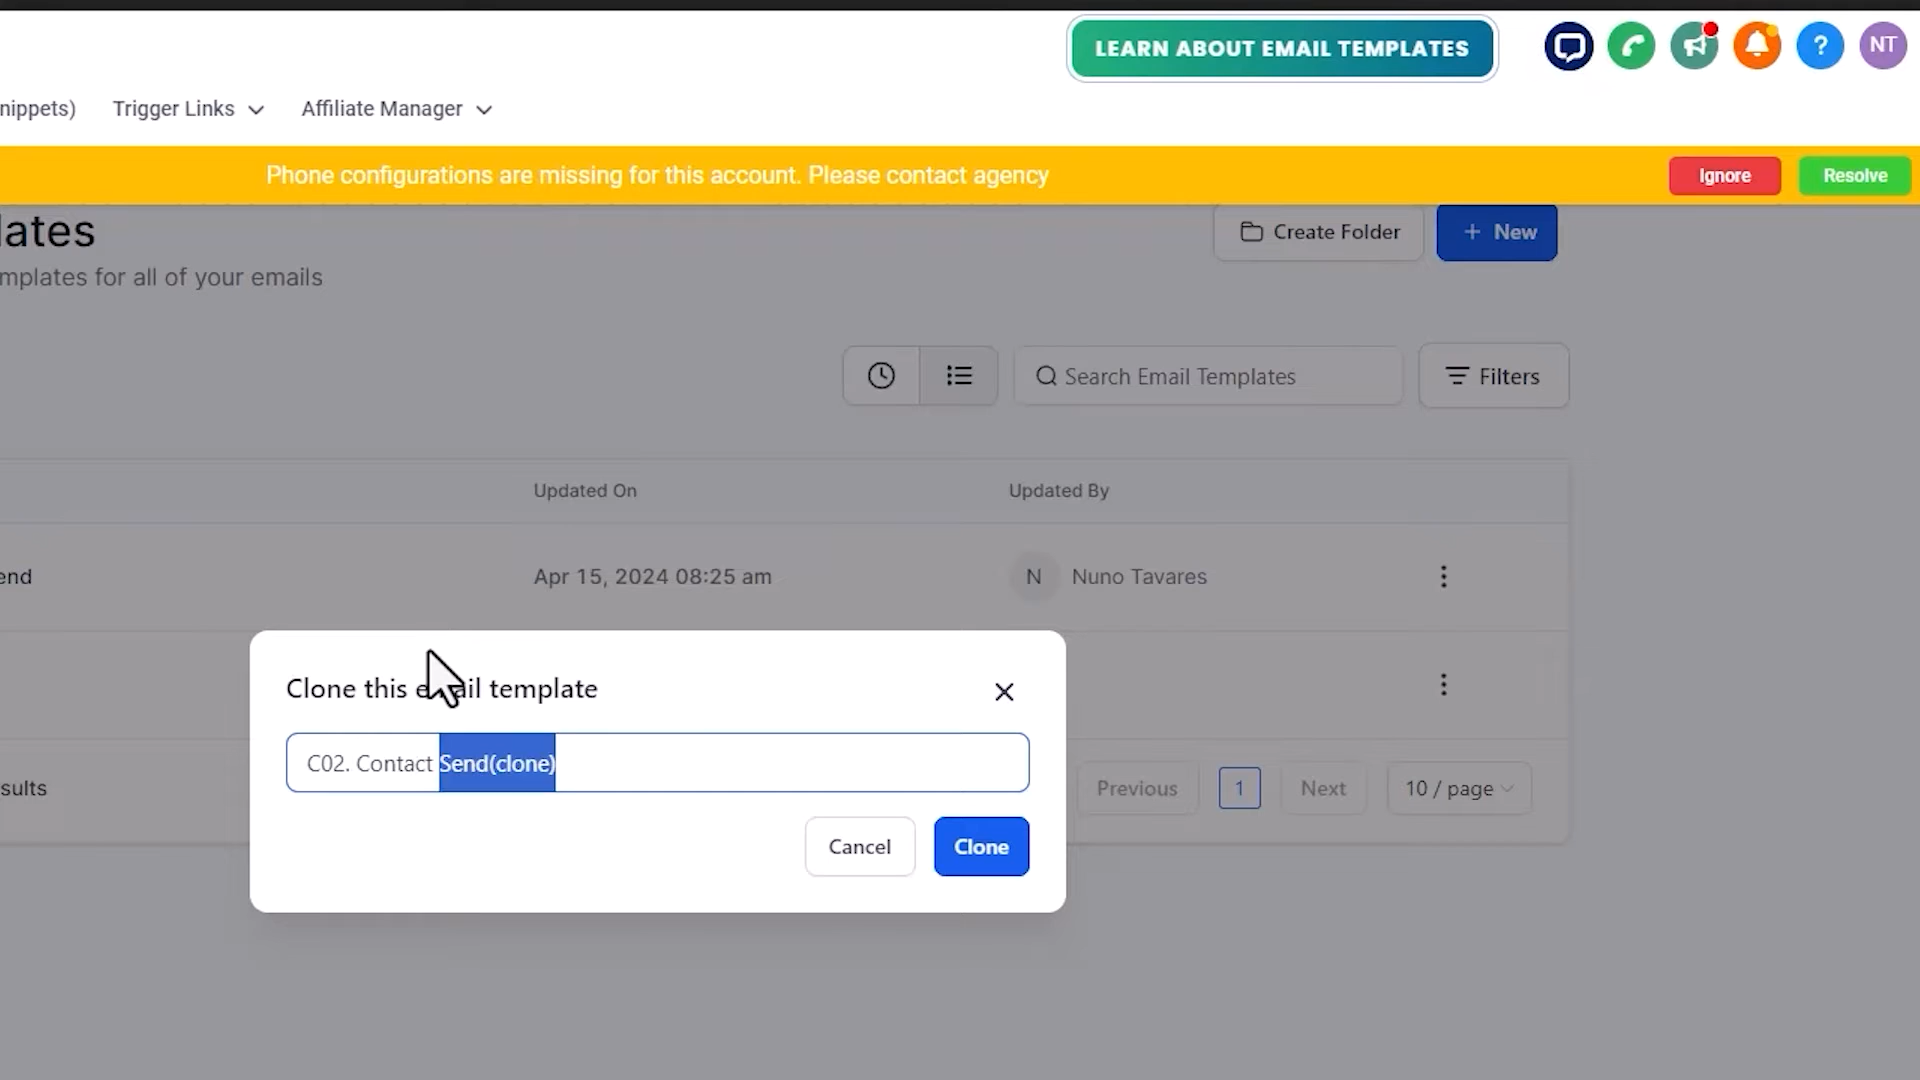 LEARN ABOUT EMAIL TEMPLATES
? NT
nippets) Trigger Links Affiliate Manager
Phone configurations are missing for this account. Please contact agency Ignore Resolve
lates Create Folder + New
mplates for all of your emails
Search Email Templates Filters
Updated On Updated By
end Apr 15, 2024 08:25 am N Nuno Tavares
Clone this email template
C02. Contact Send(clone)
sults Previous 1 Next 10 / page
Cancel Clone